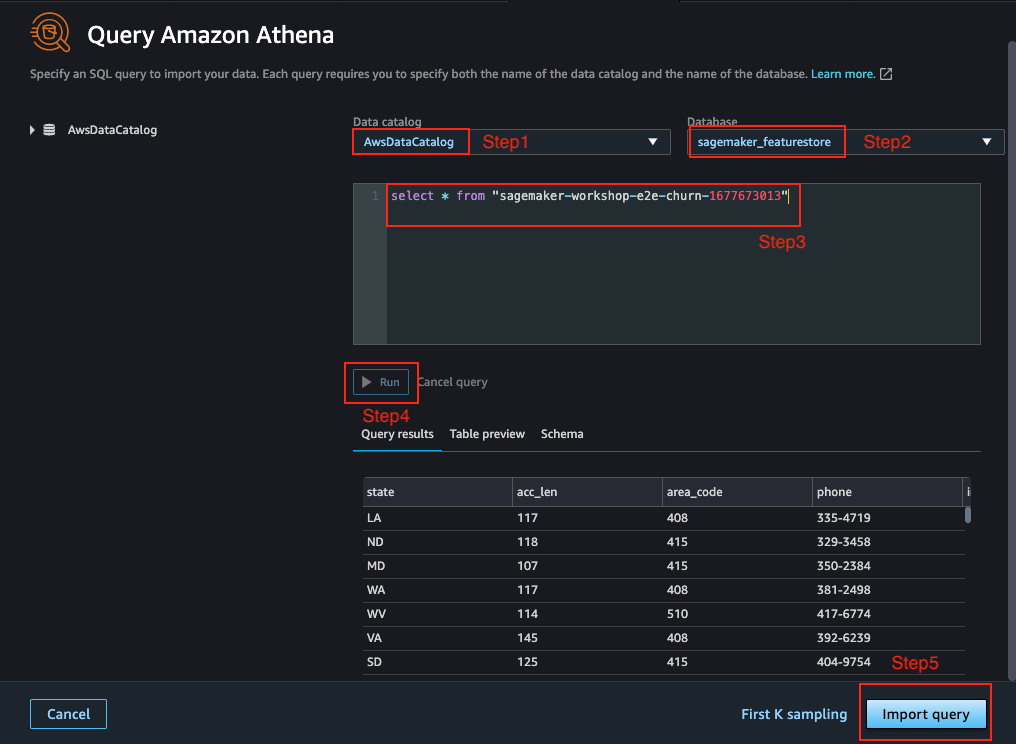 Query Amazon Athena
Specify an SQL query to import your data. Each query requires you to specify both the name of the data catalog and the name of the database. Learn more.
AwsDataCatalog
Data catalog
AwsDataCatalog Step1
Database
sagemaker_featurestore Step2
1 select * from "sagemaker-workshop-e2e-churn-1677673013"
Step3
Run Cancel query
Step4
Query results Table preview Schema
state acc_len area_code phone
LA 117 408 335-4719
ND 118 415 329-3458
MD 107 415 350-2384
WA 117 408 381-2498
WV 114 510 417-6774
VA 145 408 392-6239
SD 125 415 404-9754
Step5
Cancel First K sampling Import query